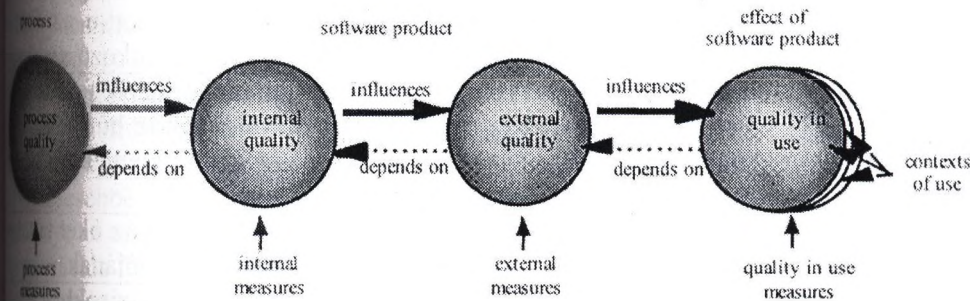 process
software product
effect of
software product
influences
influences
influences
process
quality
internal
quality
external
quality
quality in
use
depends on
depends on
depends on
contexts
of use
process
measures
internal
measures
external
measures
quality in use
measures